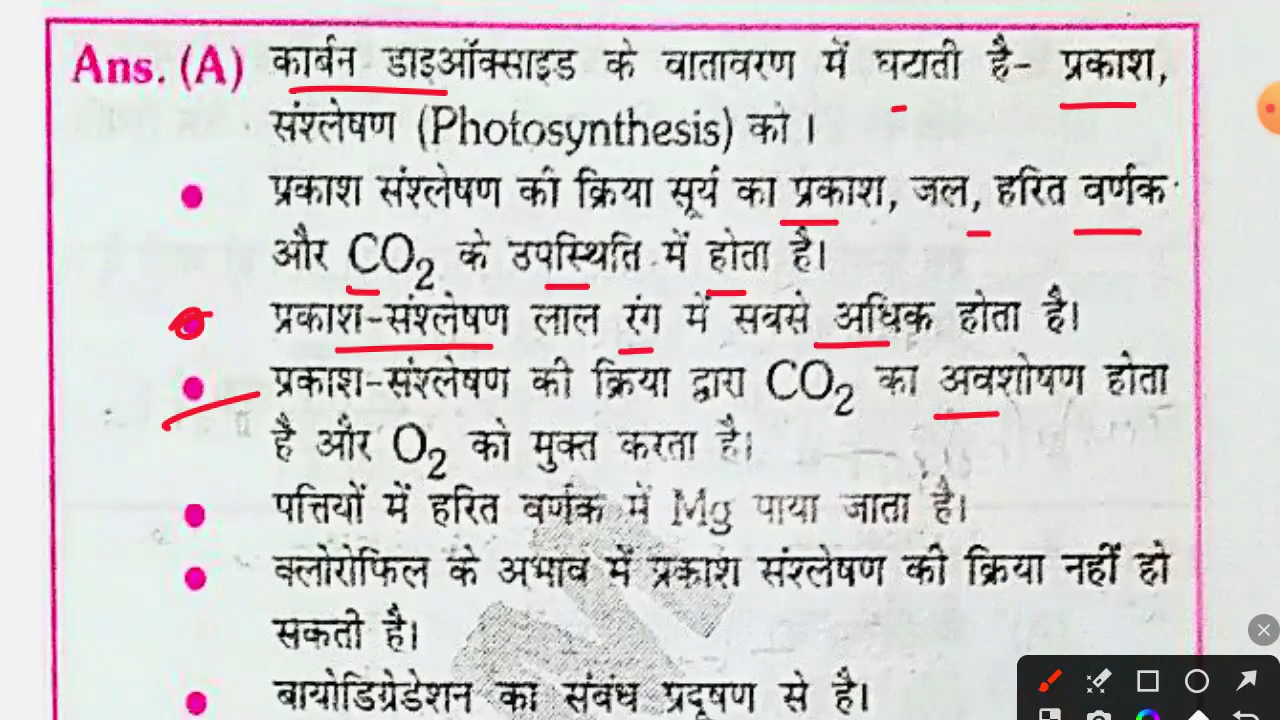 Ans. (A) कार्बन डाइऑक्साइड के वातावरण में घटाती है- प्रकाश,
संश्लेषण (Photosynthesis) को ।
• प्रकाश संश्लेषण की क्रिया सूर्य का प्रकाश, जल, हरित वर्णक
और CO₂ के उपस्थिति में होता है।
• प्रकाश-संश्लेषण लाल रंग में सबसे अधिक होता है।
• प्रकाश-संश्लेषण की क्रिया द्वारा CO₂ का अवशोषण होता
है और O₂ को मुक्त करता है।
• पत्तियों में हरित वर्णक में Mg पाया जाता है।
• क्लोरोफिल के अभाव में प्रकाश संश्लेषण की क्रिया नहीं हो
सकती है।
• बायोडिग्रेडेशन का संबंध प्रदूषण से है।